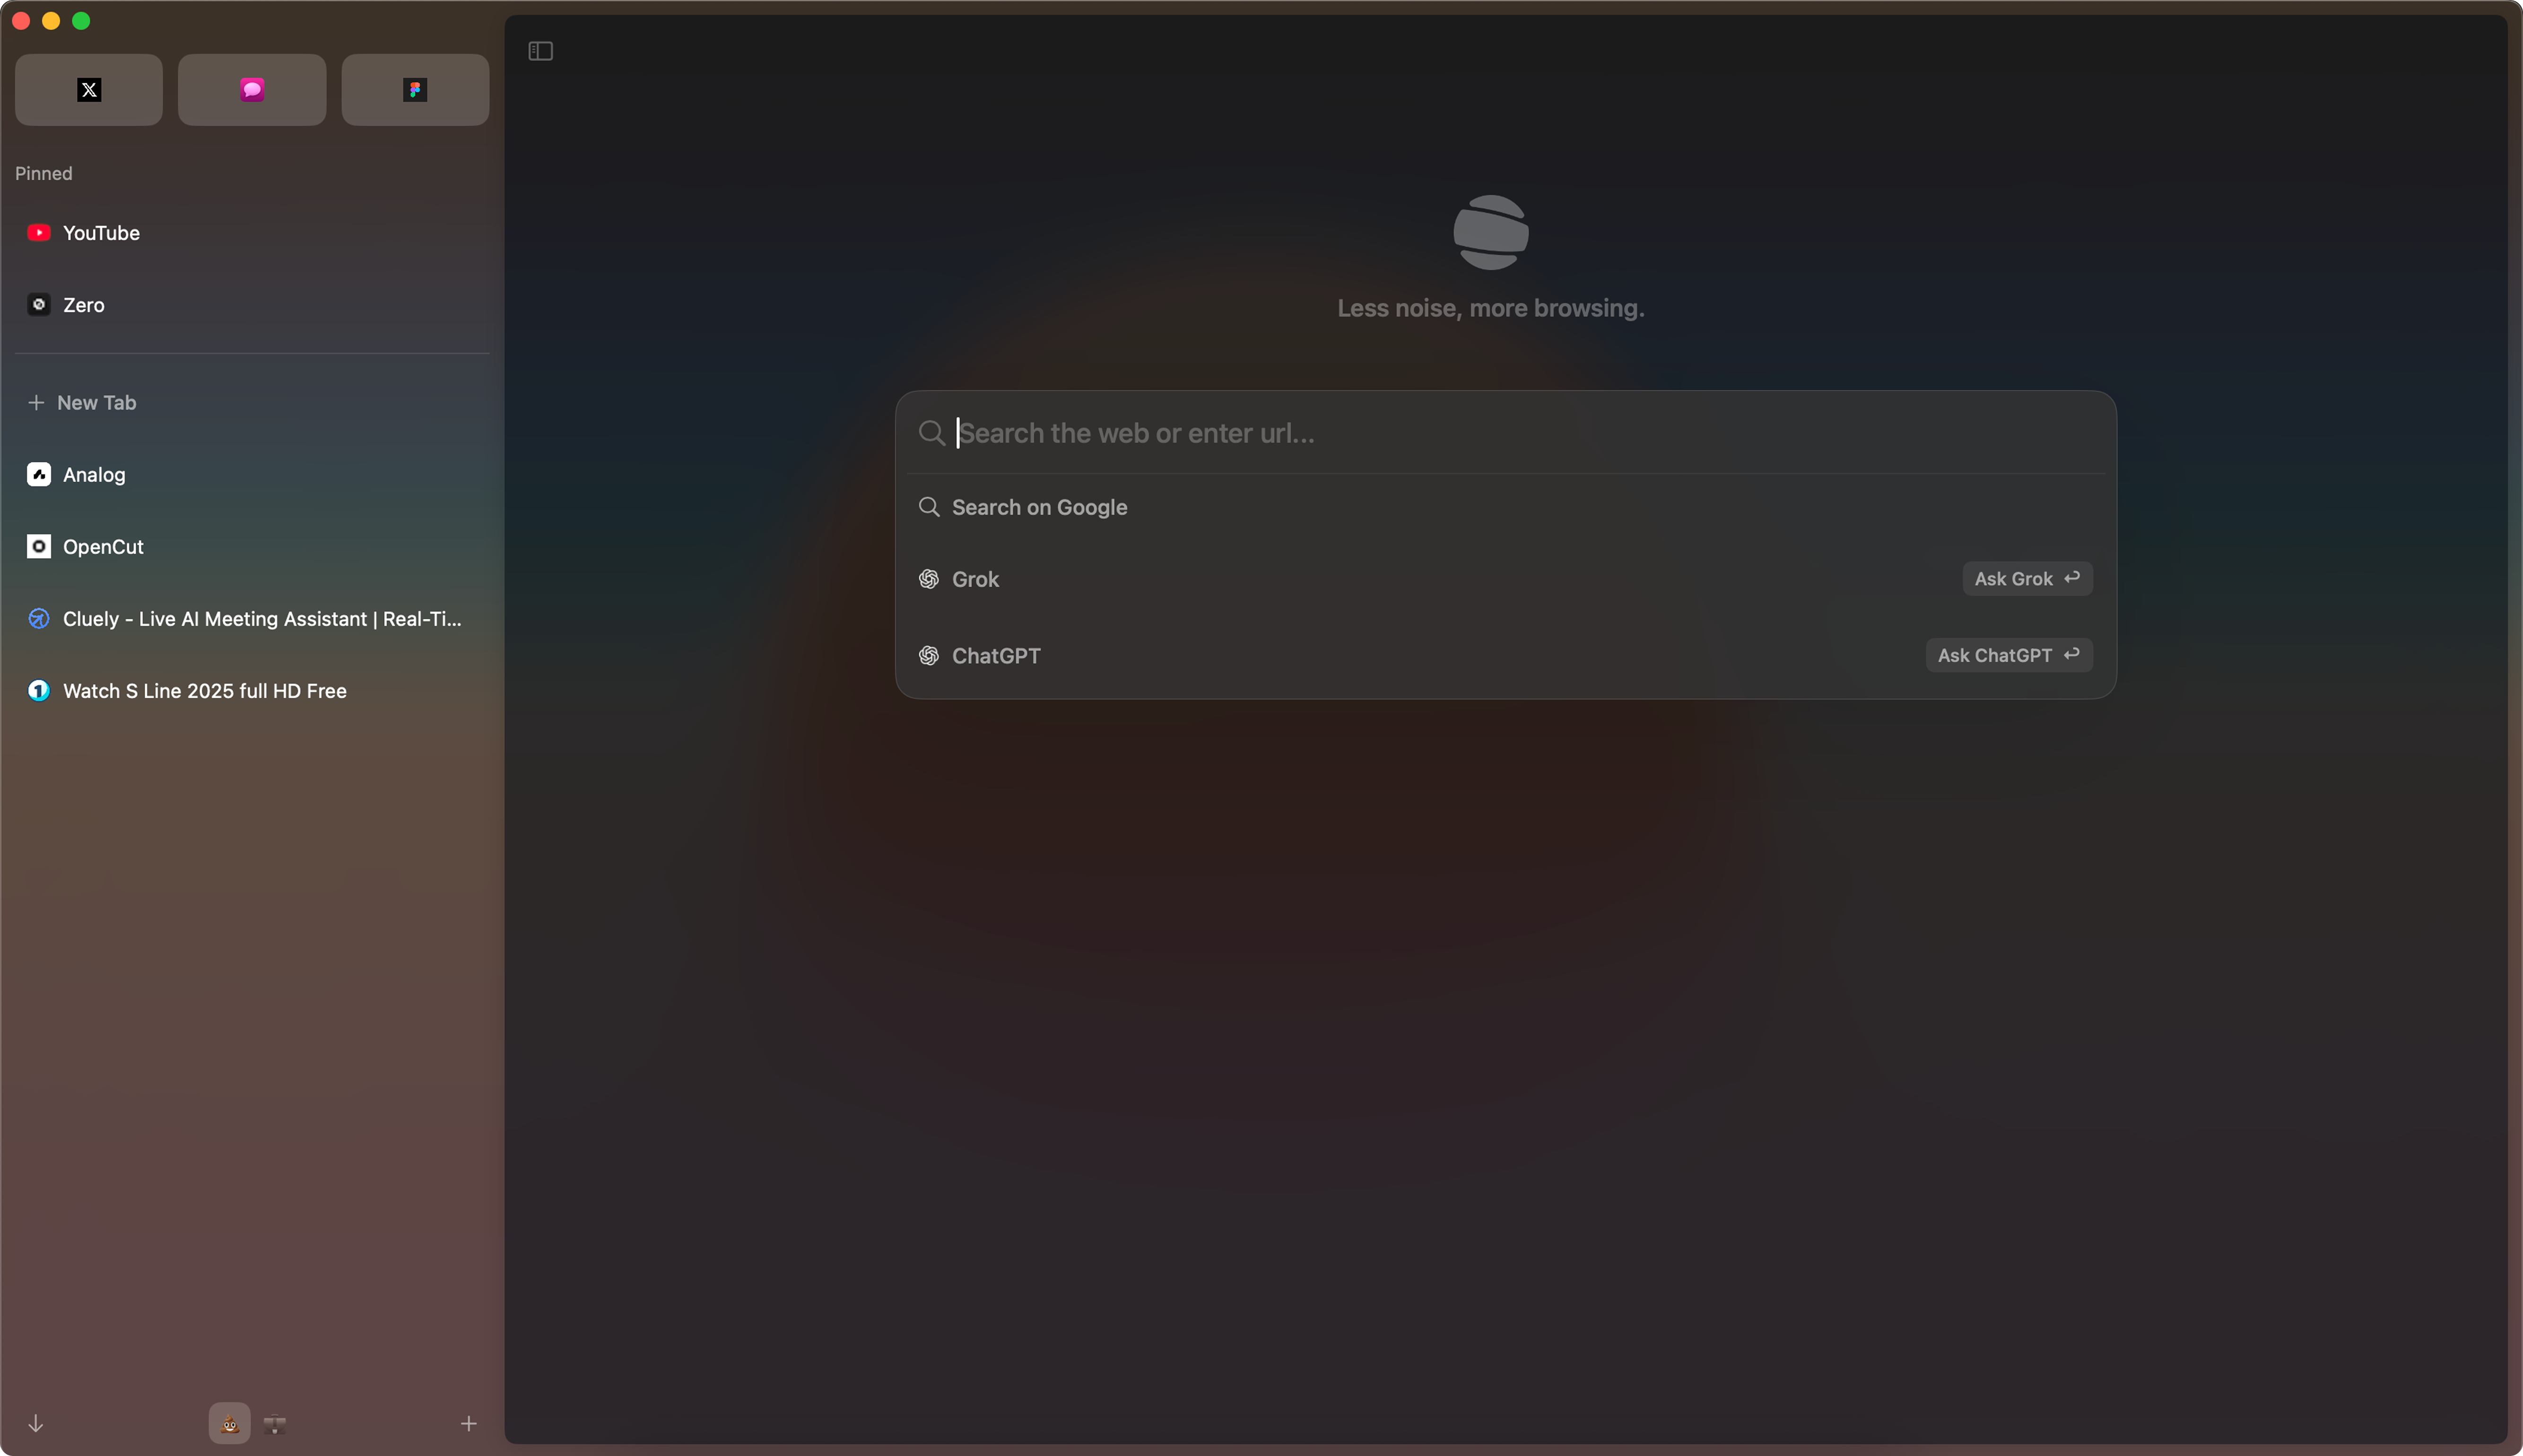 Pinned
YouTube
Zero
New Tab
Analog
OpenCut
Cluely - Live AI Meeting Assistant | Real-Ti...
Watch S Line 2025 full HD Free
Less noise, more browsing.
Search the web or enter url...
Search on Google
Grok
Ask Grok
ChatGPT
Ask ChatGPT